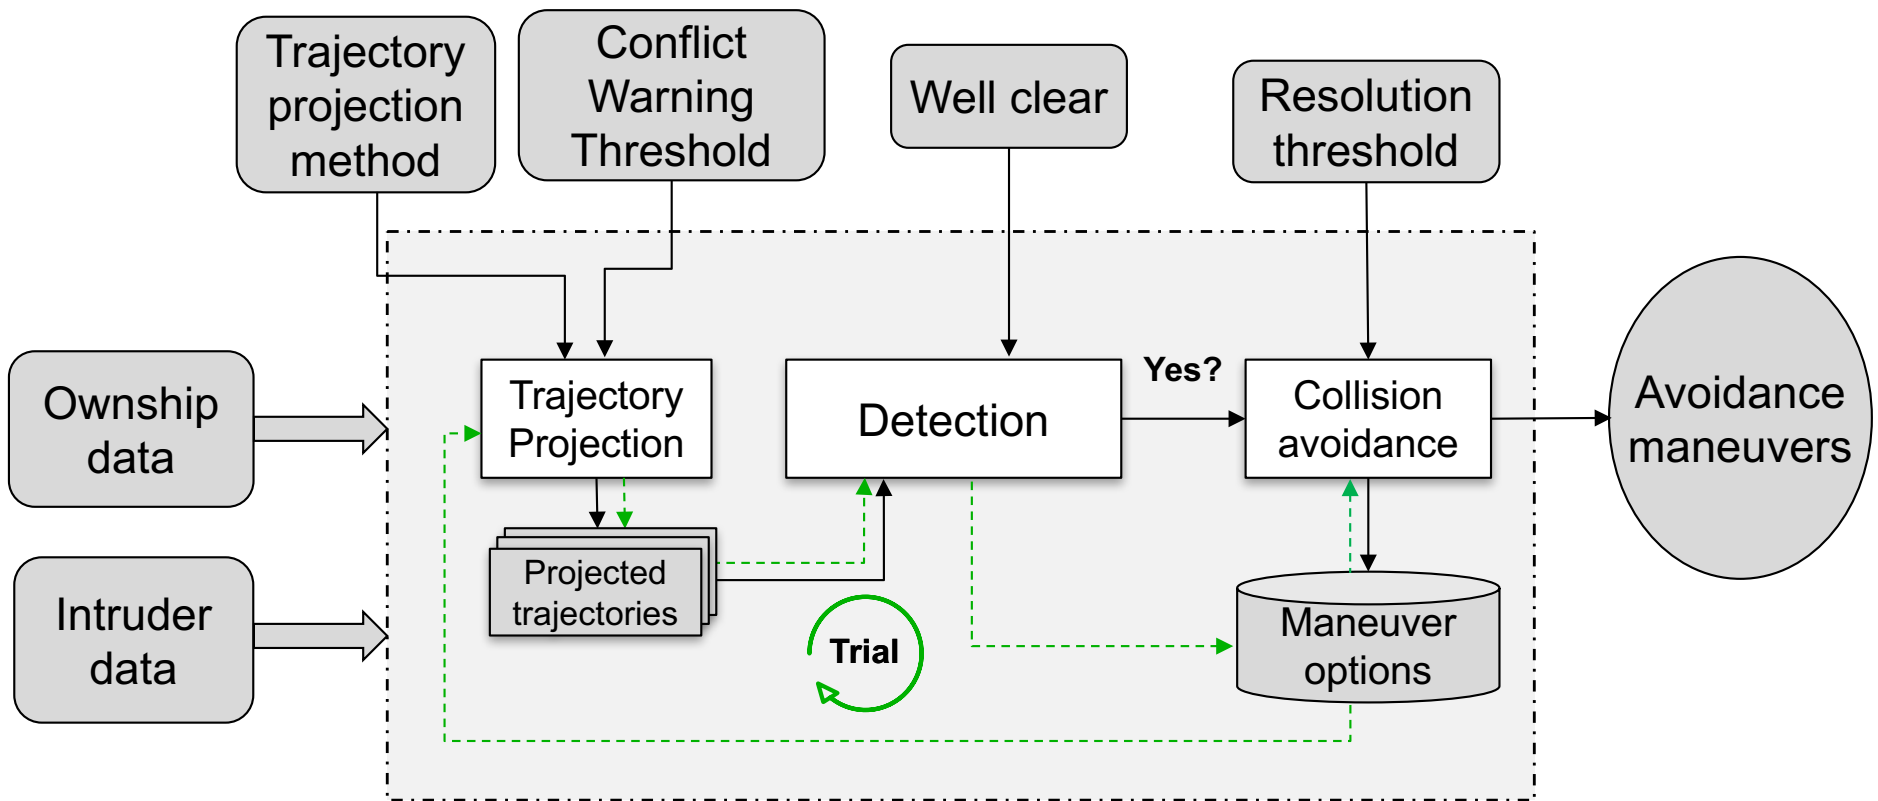 Trajectory
projection
method
Conflict
Warning
Threshold
Well clear
Resolution
threshold
Ownship
data
Intruder
data
Trajectory
Projection
Detection
Yes?
Collision
avoidance
Avoidance
maneuvers
Projected
trajectories
Trial
Maneuver
options